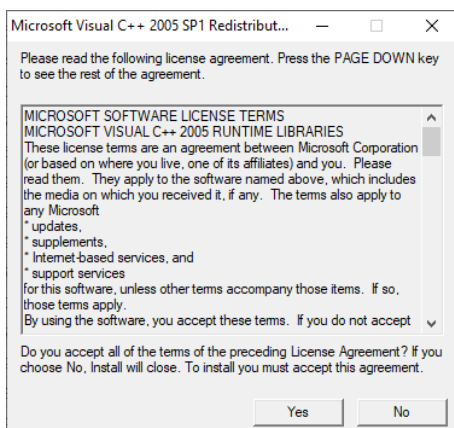 Microsoft Visual C++ 2005 SP1 Redistribut...
Please read the following license agreement. Press the PAGE DOWN key
to see the rest of the agreement.
MICROSOFT SOFTWARE LICENSE TERMS
MICROSOFT VISUAL C++ 2005 RUNTIME LIBRARIES
These license terms are an agreement between Microsoft Corporation
(or based on where you live, one of its affiliates) and you. Please
read them. They apply to the software named above, which includes
the media on which you received it, if any. The terms also apply to
any Microsoft
* updates,
* supplements,
* Internet-based services, and
* support services
for this software, unless other terms accompany those items. If so,
those terms apply.
By using the software, you accept these terms. If you do not accept
Do you accept all of the terms of the preceding License Agreement? If you
choose No, Install will close. To install you must accept this agreement.
Yes No